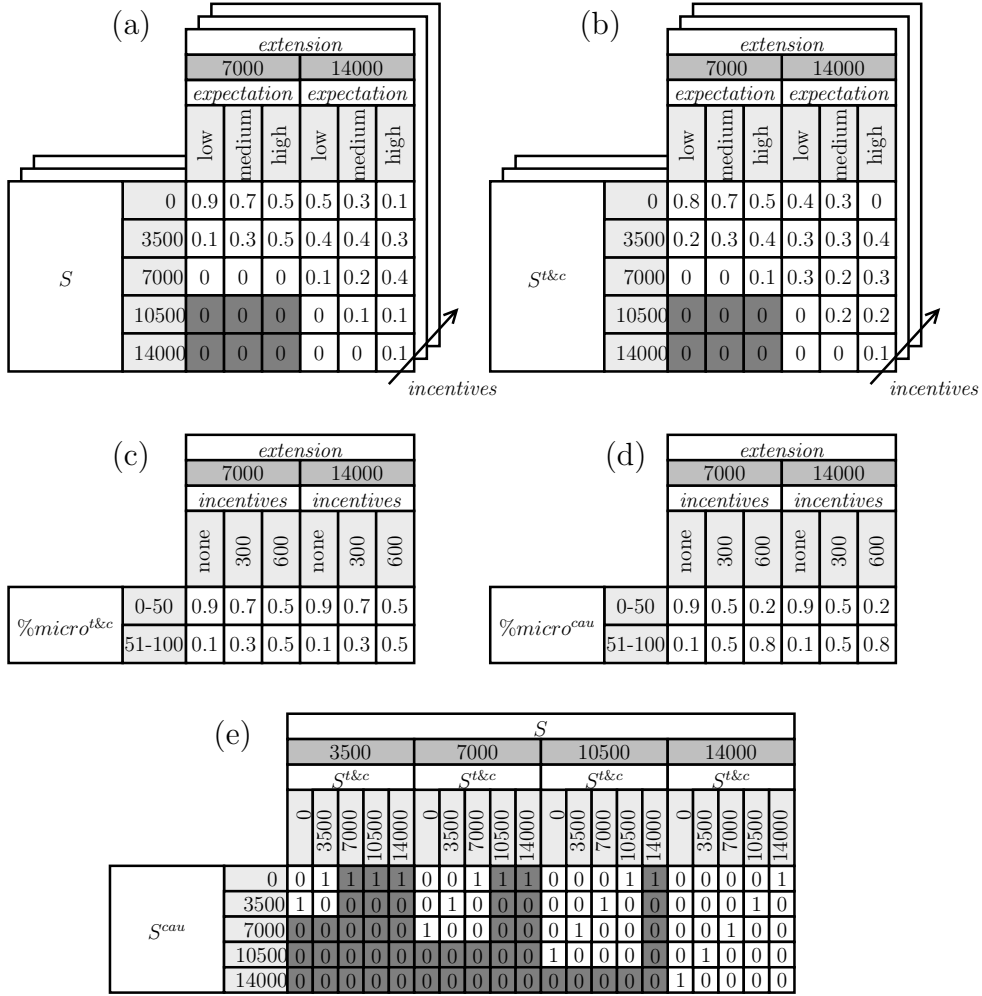 (a)
extension
7000 14000
expectation expectation
low medium high low medium high
0 0.9 0.7 0.5 0.5 0.3 0.1
3500 0.1 0.3 0.5 0.4 0.4 0.3
S 7000 0 0 0 0.1 0.2 0.4
10500 0 0 0 0 0.1 0.1
14000 0 0 0 0 0 0.1
incentives
(b)
extension
7000 14000
expectation expectation
low medium high low medium high
0 0.8 0.7 0.5 0.4 0.3 0
3500 0.2 0.3 0.4 0.3 0.3 0.4
S^{t&c} 7000 0 0 0.1 0.3 0.2 0.3
10500 0 0 0 0 0.2 0.2
14000 0 0 0 0 0 0.1
incentives
(c)
extension
7000 14000
incentives incentives
none 300 600 none 300 600
%micro^{t&c}
0-50 0.9 0.7 0.5 0.9 0.7 0.5
51-100 0.1 0.3 0.5 0.1 0.3 0.5
(d)
extension
7000 14000
incentives incentives
none 300 600 none 300 600
%micro^{cau}
0-50 0.9 0.5 0.2 0.9 0.5 0.2
51-100 0.1 0.5 0.8 0.1 0.5 0.8
(e)
S
3500 7000 10500 14000
S^{t&c} S^{t&c} S^{t&c} S^{t&c}
0 3500 7000 10500 14000 0 3500 7000 10500 14000 0 3500 7000 10500 14000 0 3500 7000 10500 14000
0 0 1 1 1 1 0 0 1 1 1 0 0 0 1 1 0 0 0 0 1
3500 1 0 0 0 0 0 1 0 0 0 0 0 1 0 0 0 0 0 1 0
S^{cau} 7000 0 0 0 0 0 1 0 0 0 0 0 1 0 0 0 0 0 1 0 0
10500 0 0 0 0 0 0 0 0 0 0 1 0 0 0 0 0 1 0 0 0
14000 0 0 0 0 0 0 0 0 0 0 0 0 0 0 0 1 0 0 0 0